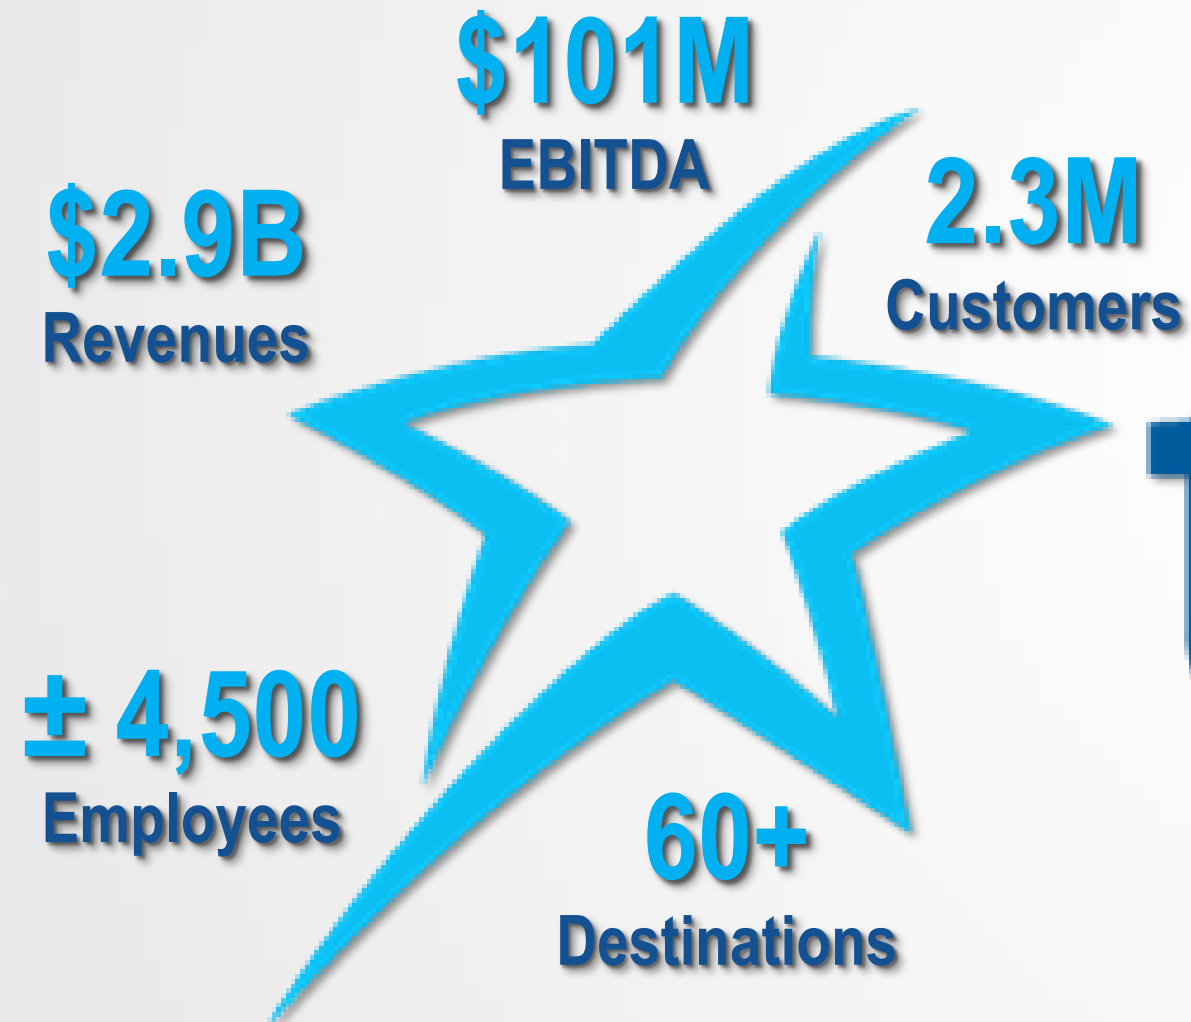 $101M
EBITDA
2.3M
Customers
$2.9B
Revenues
± 4,500
Employees
60+
Destinations